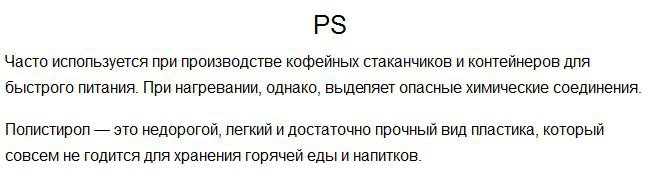 PS
Часто используется при производстве кофейных стаканчиков и контейнеров для
быстрого питания. При нагревании, однако, выделяет опасные химические соединения.
Полистирол — это недорогой, легкий и достаточно прочный вид пластика, который
совсем не годится для хранения горячей еды и напитков.